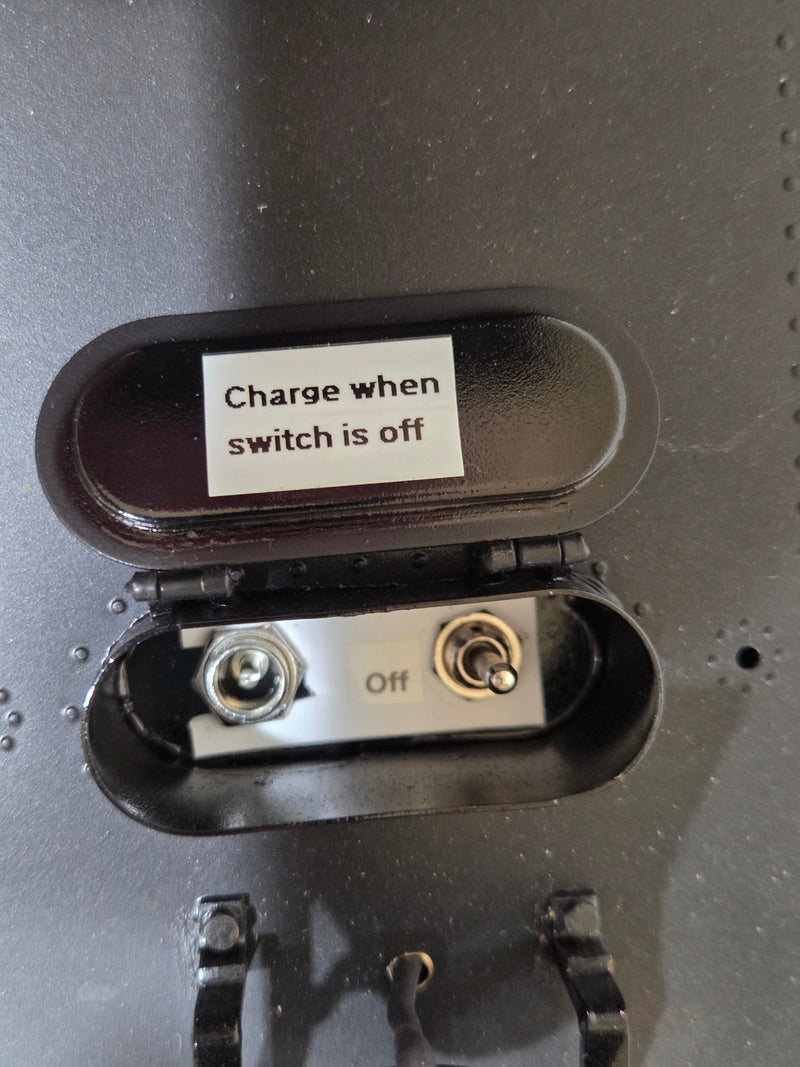 Charge when
switch is off
Off